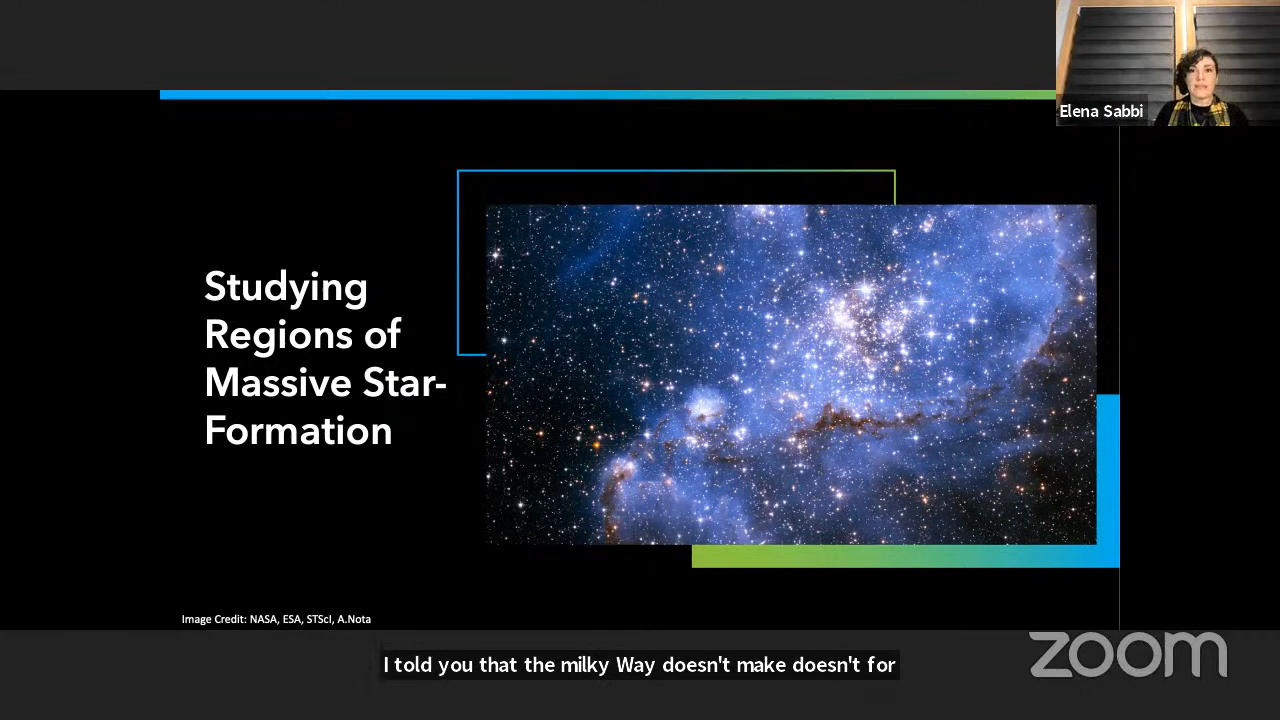 Elena Sabbi
Studying
Regions of
Massive Star-
Formation
Image Credit: NASA, ESA, STScI, A.Nota
I told you that the milky Way doesn't make doesn't for
zoom